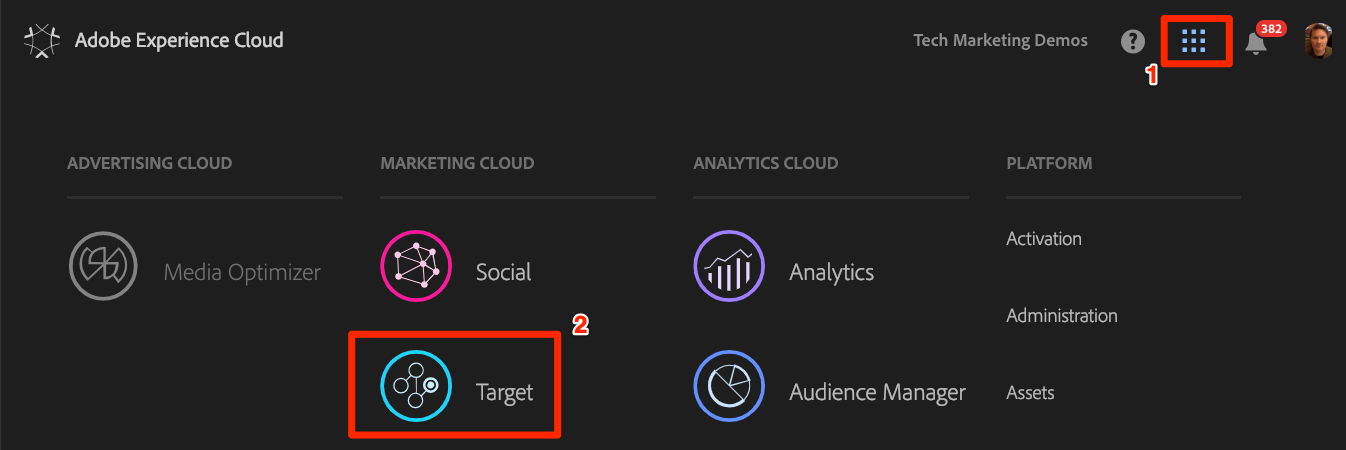 Adobe Experience Cloud
Tech Marketing Demos
?
382
1
ADVERTISING CLOUD
MARKETING CLOUD
ANALYTICS CLOUD
PLATFORM
Media Optimizer
Social
Analytics
Activation
Administration
2
Target
Audience Manager
Assets